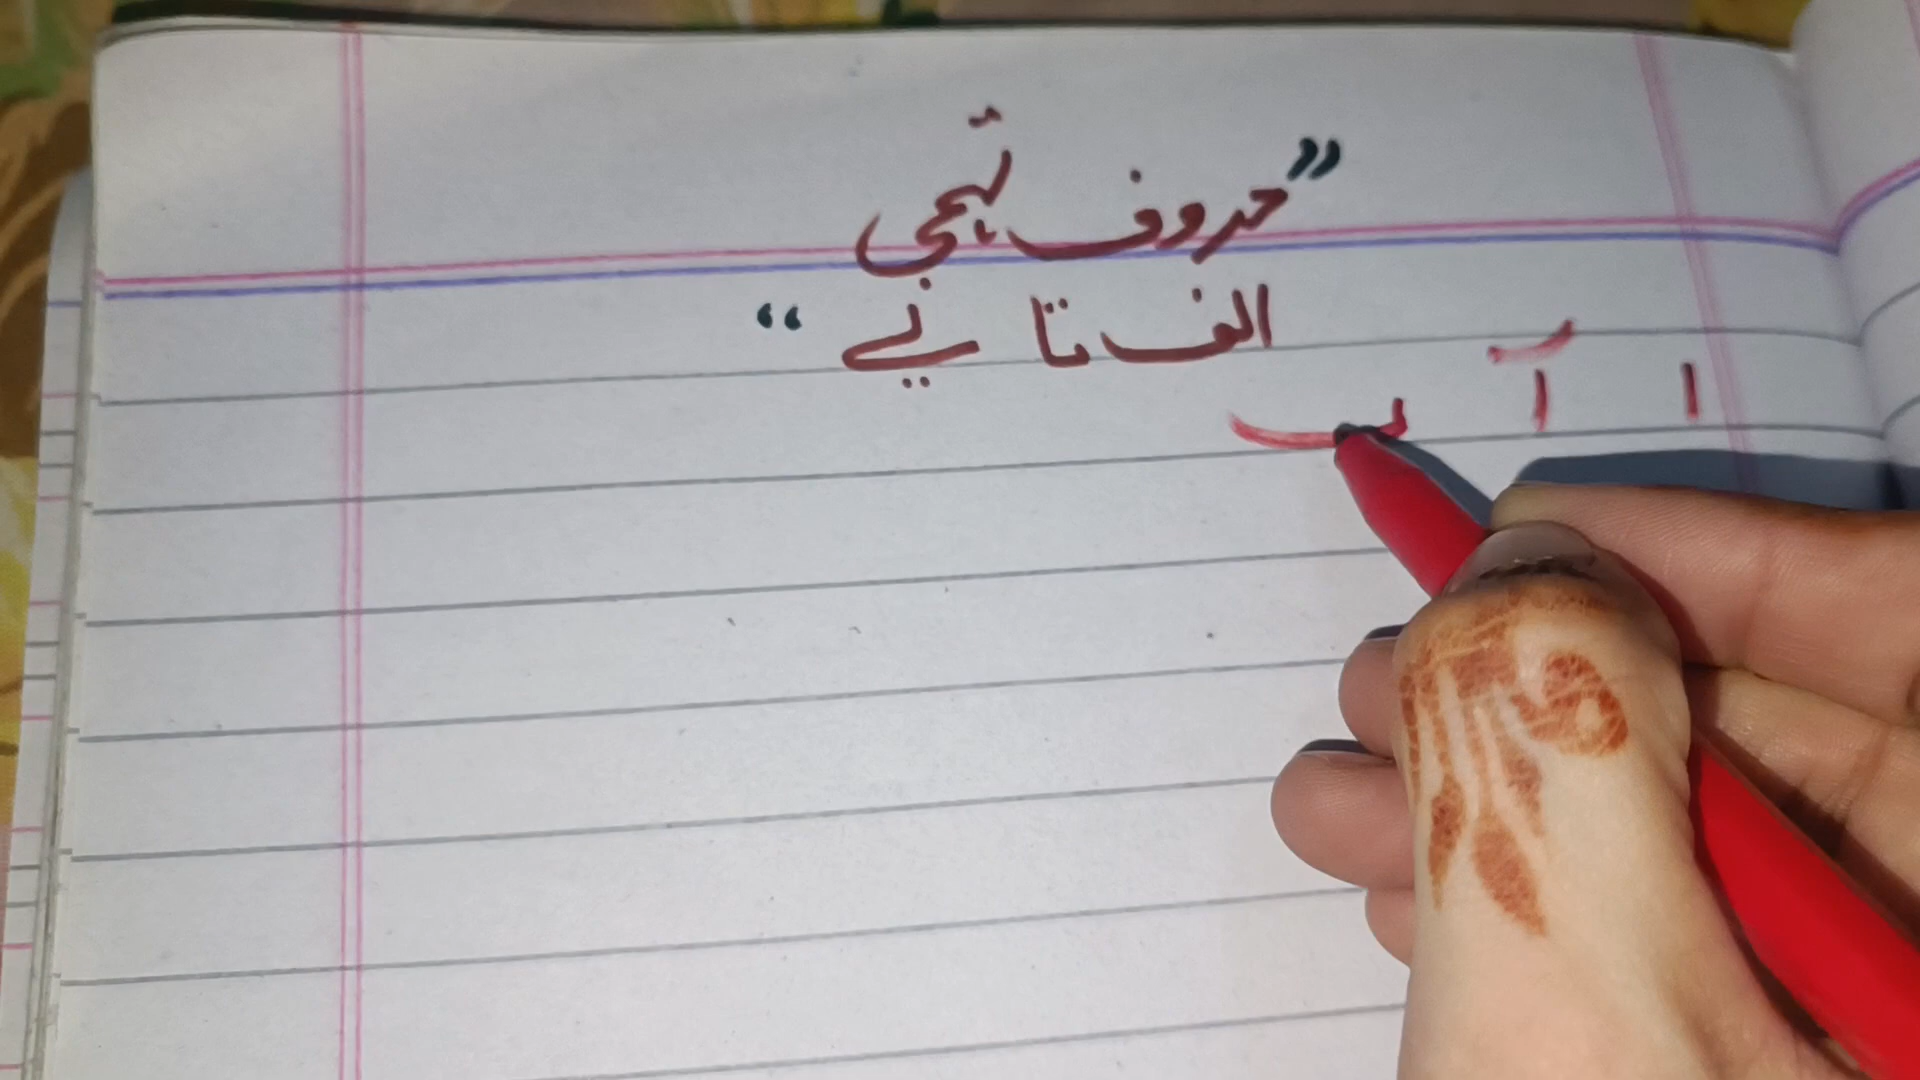 ”حروف تہجی
الف تا یے“
ا آ ب